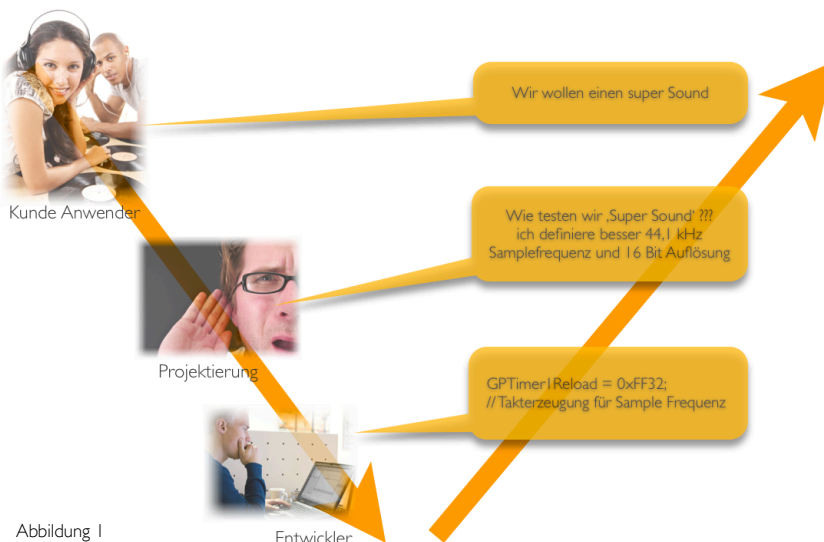 Wir wollen einen super Sound
Kunde Anwender
Wie testen wir ‚Super Sound‘ ???
ich definiere besser 44,1 kHz
Samplefrequenz und 16 Bit Auflösung
Projektierung
GPTimer1Reload = 0xFF32;
// Takterzeugung für Sample Frequenz
Entwickler
Abbildung 1